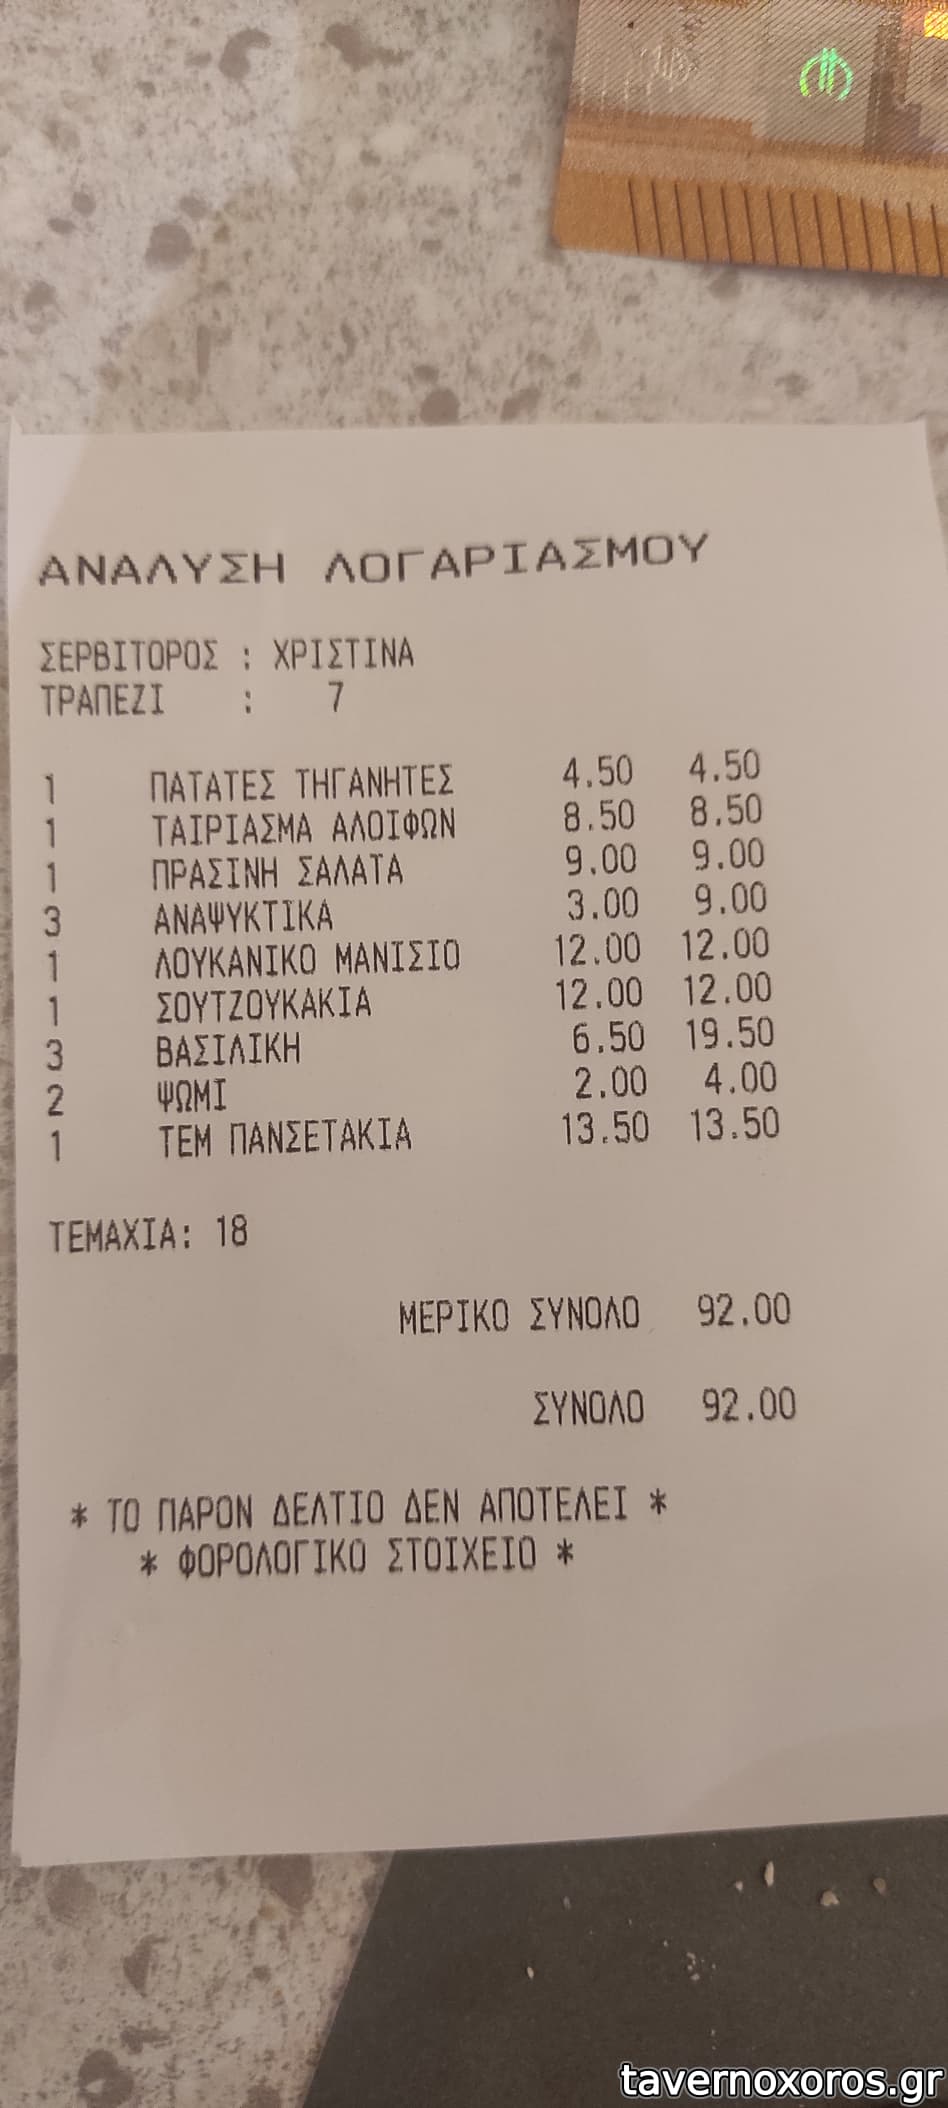 ΑΝΑΛΥΣΗ ΛΟΓΑΡΙΑΣΜΟΥ
ΣΕΡΒΙΤΟΡΟΣ : ΧΡΙΣΤΙΝΑ
ΤΡΑΠΕΖΙ : 7
1 ΠΑΤΑΤΕΣ ΤΗΓΑΝΗΤΕΣ 4.50 4.50
1 ΤΑΙΡΙΑΣΜΑ ΑΛΟΙΦΩΝ 8.50 8.50
1 ΠΡΑΣΙΝΗ ΣΑΛΑΤΑ 9.00 9.00
3 ΑΝΑΨΥΚΤΙΚΑ 3.00 9.00
1 ΛΟΥΚΑΝΙΚΟ ΜΑΝΙΣΙΟ 12.00 12.00
1 ΣΟΥΤΖΟΥΚΑΚΙΑ 12.00 12.00
3 ΒΑΣΙΛΙΚΗ 6.50 19.50
2 ΨΩΜΙ 2.00 4.00
1 ΤΕΜ ΠΑΝΣΕΤΑΚΙΑ 13.50 13.50
ΤΕΜΑΧΙΑ: 18
ΜΕΡΙΚΟ ΣΥΝΟΛΟ 92.00
ΣΥΝΟΛΟ 92.00
* ΤΟ ΠΑΡΟΝ ΔΕΛΤΙΟ ΔΕΝ ΑΠΟΤΕΛΕΙ *
* ΦΟΡΟΛΟΓΙΚΟ ΣΤΟΙΧΕΙΟ *
tavernoxoros.gr